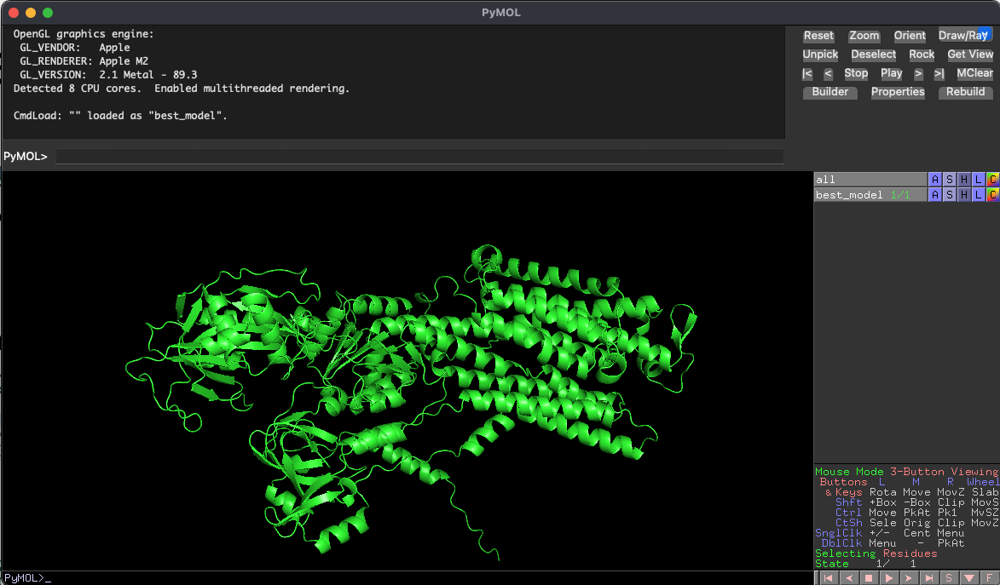 PyMOL
OpenGL graphics engine:
GL_VENDOR:   Apple
GL_RENDERER: Apple M2
GL_VERSION:  2.1 Metal - 89.3
Detected 8 CPU cores.  Enabled multithreaded rendering.
CmdLoad: "" loaded as "best_model".
PyMOL>
Reset Zoom Orient Draw/Ray
Unpick Deselect Rock Get View
|< < Stop Play > >| MClear
Builder Properties Rebuild
all A S H L C
best_model 1/1 A S H L C
Mouse Mode 3-Button Viewing
Buttons L M R Wheel
& Keys Rota Move MovZ Slab
Shft +Box -Box Clip MovS
Ctrl Move PkAt Pk1 MvSZ
CtSh Sele Orig Clip MovZ
SnglClk +/- Cent Menu
DblClk Menu - PkAt
Selecting Residues
State 1/ 1
PyMOL>_
S F